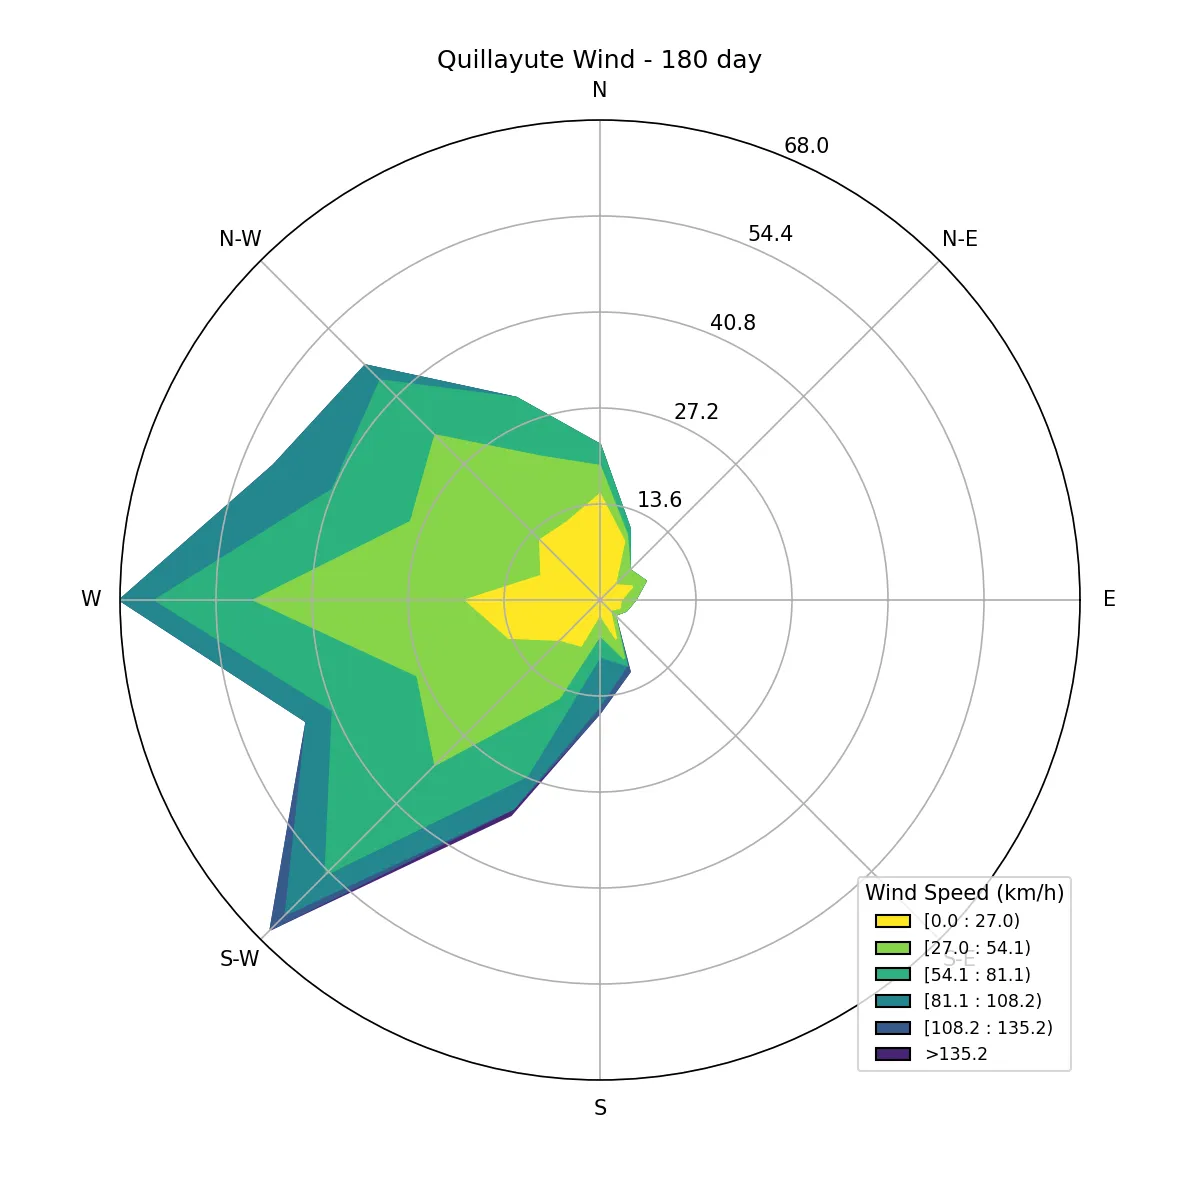 Quillayute Wind - 180 day
N
68.0
N-W
54.4
N-E
40.8
27.2
13.6
W
E
Wind Speed (km/h)
[0.0 : 27.0)
[27.0 : 54.1)
S-W
S-E
[54.1 : 81.1)
[81.1 : 108.2)
[108.2 : 135.2)
>135.2
S